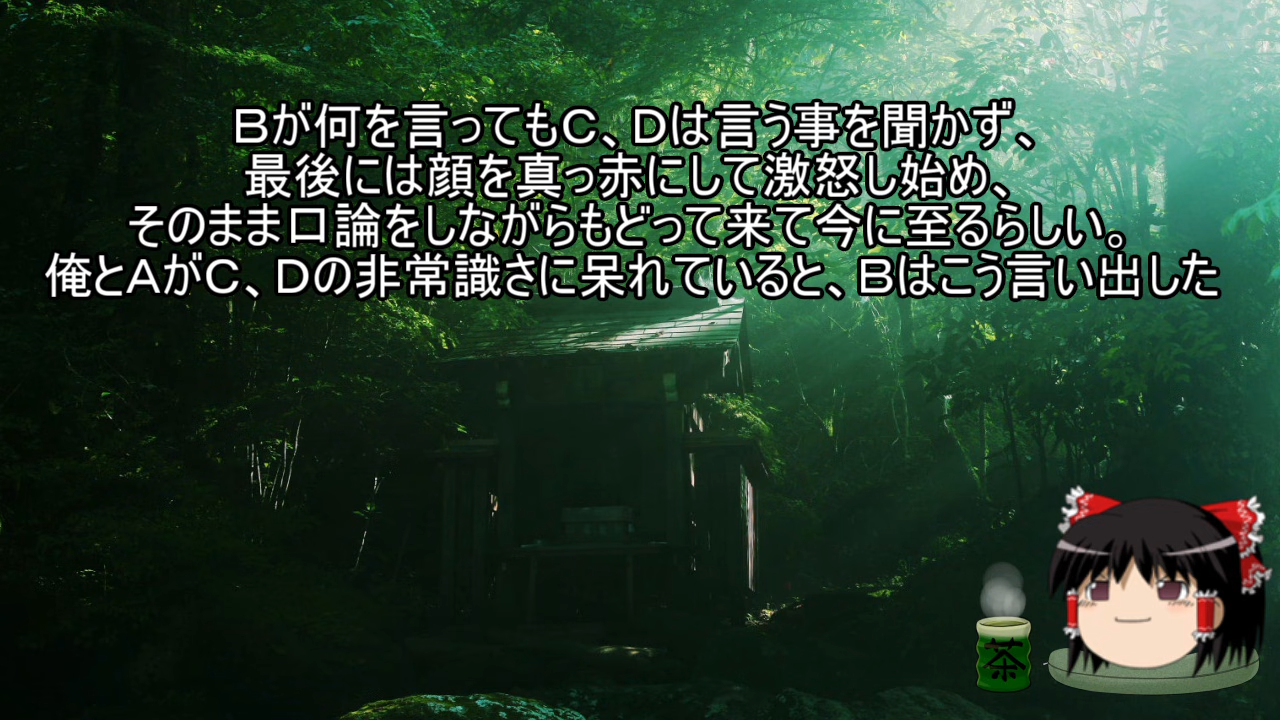 Ｂが何を言ってもＣ、Ｄは言う事を聞かず、
最後には顔を真っ赤にして激怒し始め、
そのまま口論をしながらもどって来て今に至るらしい。
俺とＡがＣ、Ｄの非常識さに呆れていると、Ｂはこう言い出した
茶